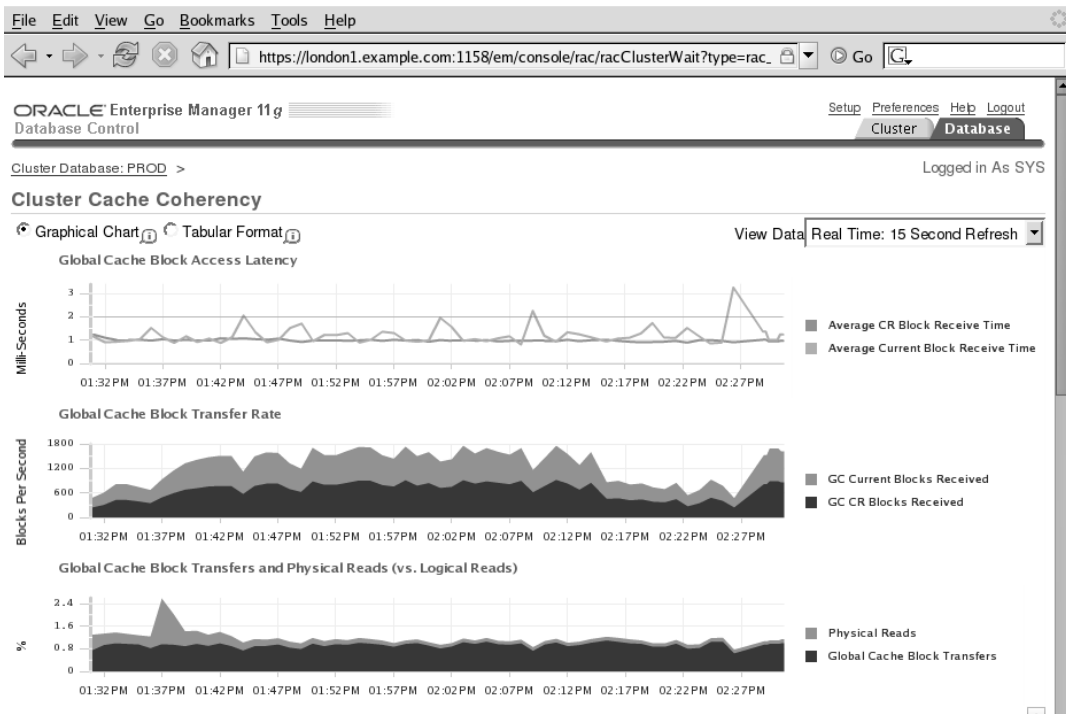 File Edit View Go Bookmarks Tools Help
https://london1.example.com:1158/em/console/rac/racClusterWait?type=rac_ Go G
ORACLE Enterprise Manager 11g
Database Control
Setup Preferences Help Logout
Cluster Database
Cluster Database: PROD >
Logged in As SYS
Cluster Cache Coherency
Graphical Chart i Tabular Format i
View Data Real Time: 15 Second Refresh
Global Cache Block Access Latency
Milli-Seconds
3
2
1
0
01:32PM 01:37PM 01:42PM 01:47PM 01:52PM 01:57PM 02:02PM 02:07PM 02:12PM 02:17PM 02:22PM 02:27PM
Average CR Block Receive Time
Average Current Block Receive Time
Global Cache Block Transfer Rate
Blocks Per Second
1800
1200
600
0
01:32PM 01:37PM 01:42PM 01:47PM 01:52PM 01:57PM 02:02PM 02:07PM 02:12PM 02:17PM 02:22PM 02:27PM
GC Current Blocks Received
GC CR Blocks Received
Global Cache Block Transfers and Physical Reads (vs. Logical Reads)
%
2.4
1.6
0.8
0
01:32PM 01:37PM 01:42PM 01:47PM 01:52PM 01:57PM 02:02PM 02:07PM 02:12PM 02:17PM 02:22PM 02:27PM
Physical Reads
Global Cache Block Transfers